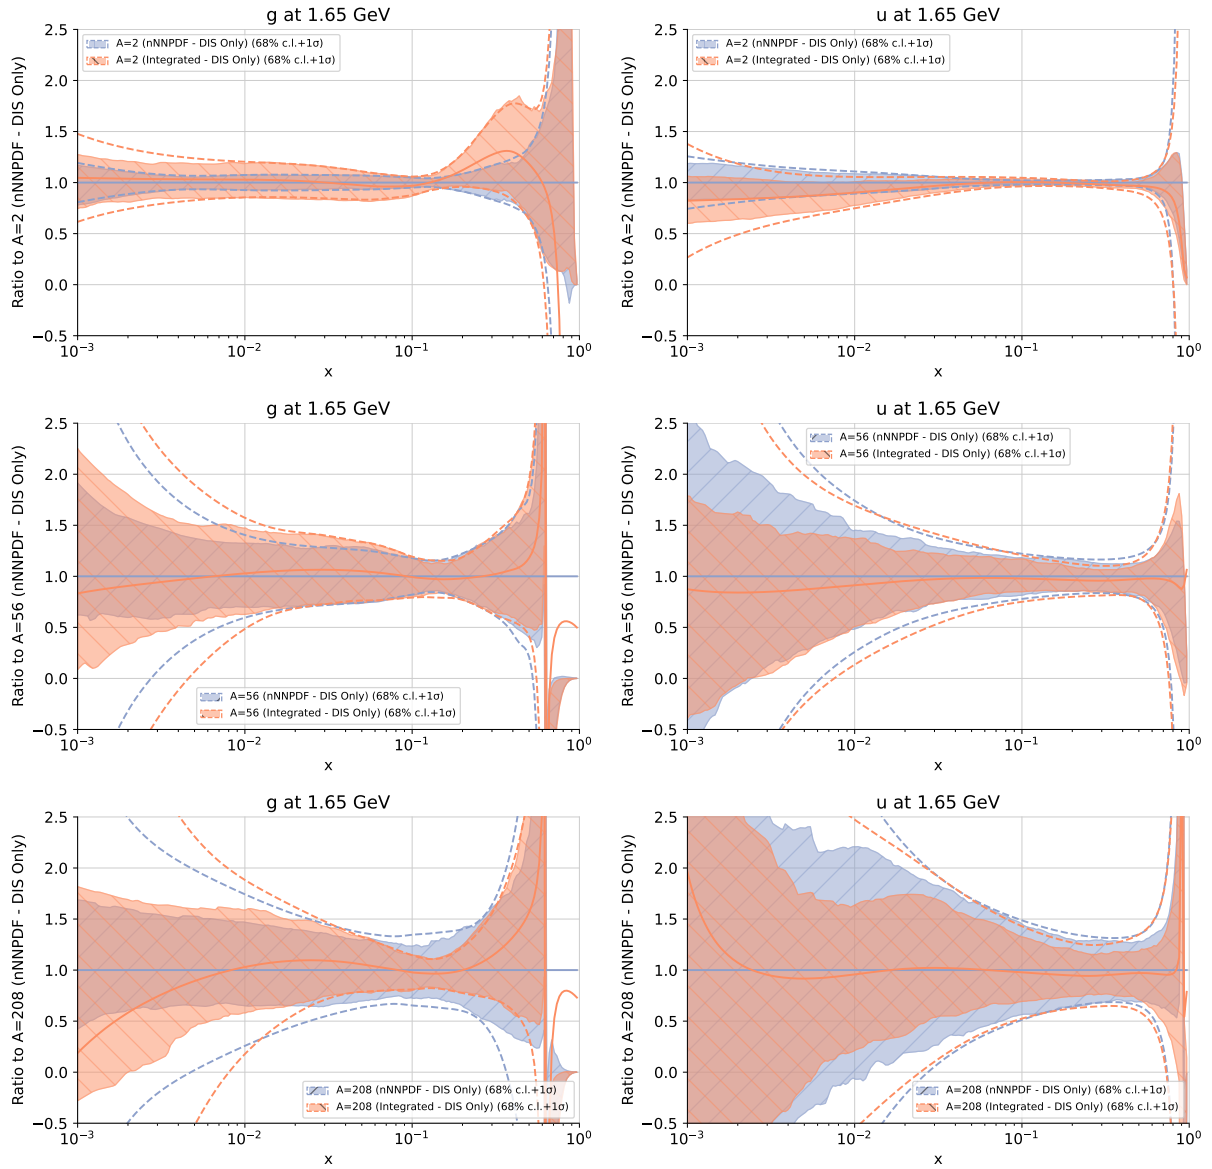 g at 1.65 GeV
Ratio to A=2 (nNNPDF - DIS Only)
2.5
2.0
1.5
1.0
0.5
0.0
−0.5
A=2 (nNNPDF - DIS Only) (68% c.l.+1σ)
A=2 (Integrated - DIS Only) (68% c.l.+1σ)
10⁻³
10⁻²
10⁻¹
10⁰
x
u at 1.65 GeV
Ratio to A=2 (nNNPDF - DIS Only)
2.5
2.0
1.5
1.0
0.5
0.0
−0.5
A=2 (nNNPDF - DIS Only) (68% c.l.+1σ)
A=2 (Integrated - DIS Only) (68% c.l.+1σ)
10⁻³
10⁻²
10⁻¹
10⁰
x
g at 1.65 GeV
Ratio to A=56 (nNNPDF - DIS Only)
2.5
2.0
1.5
1.0
0.5
0.0
−0.5
A=56 (nNNPDF - DIS Only) (68% c.l.+1σ)
A=56 (Integrated - DIS Only) (68% c.l.+1σ)
10⁻³
10⁻²
10⁻¹
10⁰
x
u at 1.65 GeV
Ratio to A=56 (nNNPDF - DIS Only)
2.5
2.0
1.5
1.0
0.5
0.0
−0.5
A=56 (nNNPDF - DIS Only) (68% c.l.+1σ)
A=56 (Integrated - DIS Only) (68% c.l.+1σ)
10⁻³
10⁻²
10⁻¹
10⁰
x
g at 1.65 GeV
Ratio to A=208 (nNNPDF - DIS Only)
2.5
2.0
1.5
1.0
0.5
0.0
−0.5
A=208 (nNNPDF - DIS Only) (68% c.l.+1σ)
A=208 (Integrated - DIS Only) (68% c.l.+1σ)
10⁻³
10⁻²
10⁻¹
10⁰
x
u at 1.65 GeV
Ratio to A=208 (nNNPDF - DIS Only)
2.5
2.0
1.5
1.0
0.5
0.0
−0.5
A=208 (nNNPDF - DIS Only) (68% c.l.+1σ)
A=208 (Integrated - DIS Only) (68% c.l.+1σ)
10⁻³
10⁻²
10⁻¹
10⁰
x